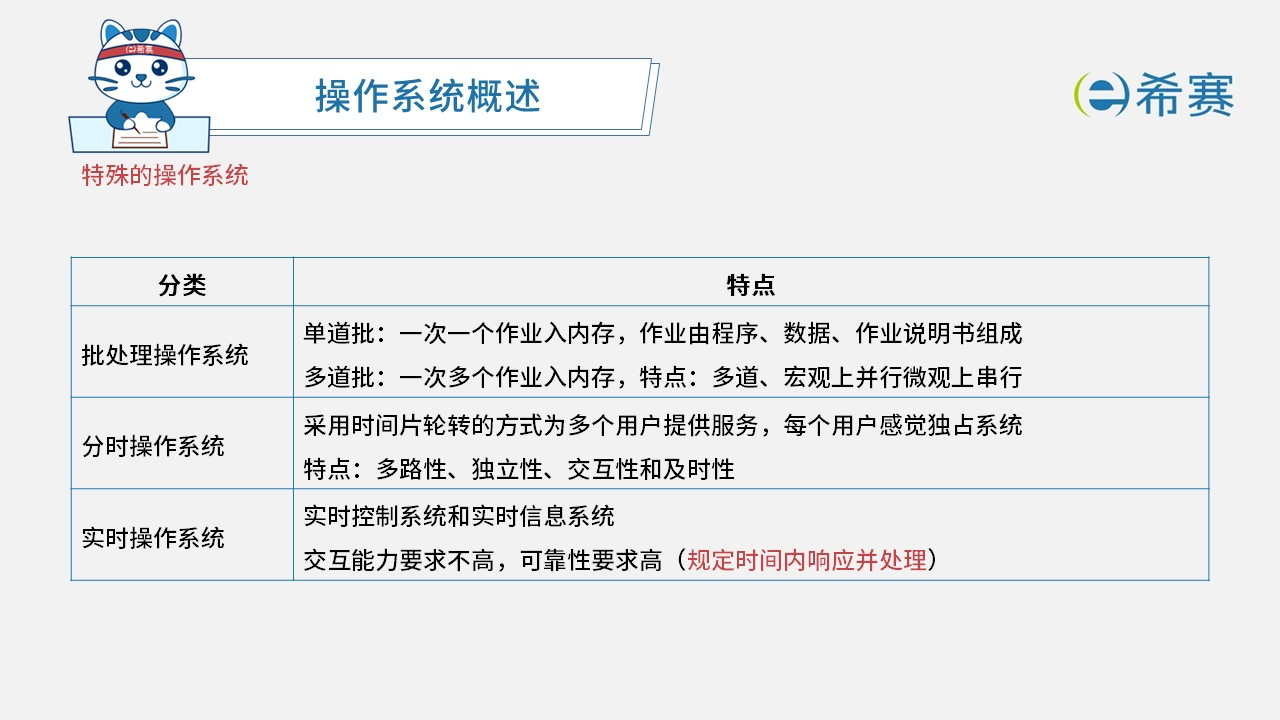 希赛
操作系统概述
希赛
特殊的操作系统
分类
特点
批处理操作系统
单道批：一次一个作业入内存，作业由程序、数据、作业说明书组成
多道批：一次多个作业入内存，特点：多道、宏观上并行微观上串行
分时操作系统
采用时间片轮转的方式为多个用户提供服务，每个用户感觉独占系统
特点：多路性、独立性、交互性和及时性
实时操作系统
实时控制系统和实时信息系统
交互能力要求不高，可靠性要求高（规定时间内响应并处理）